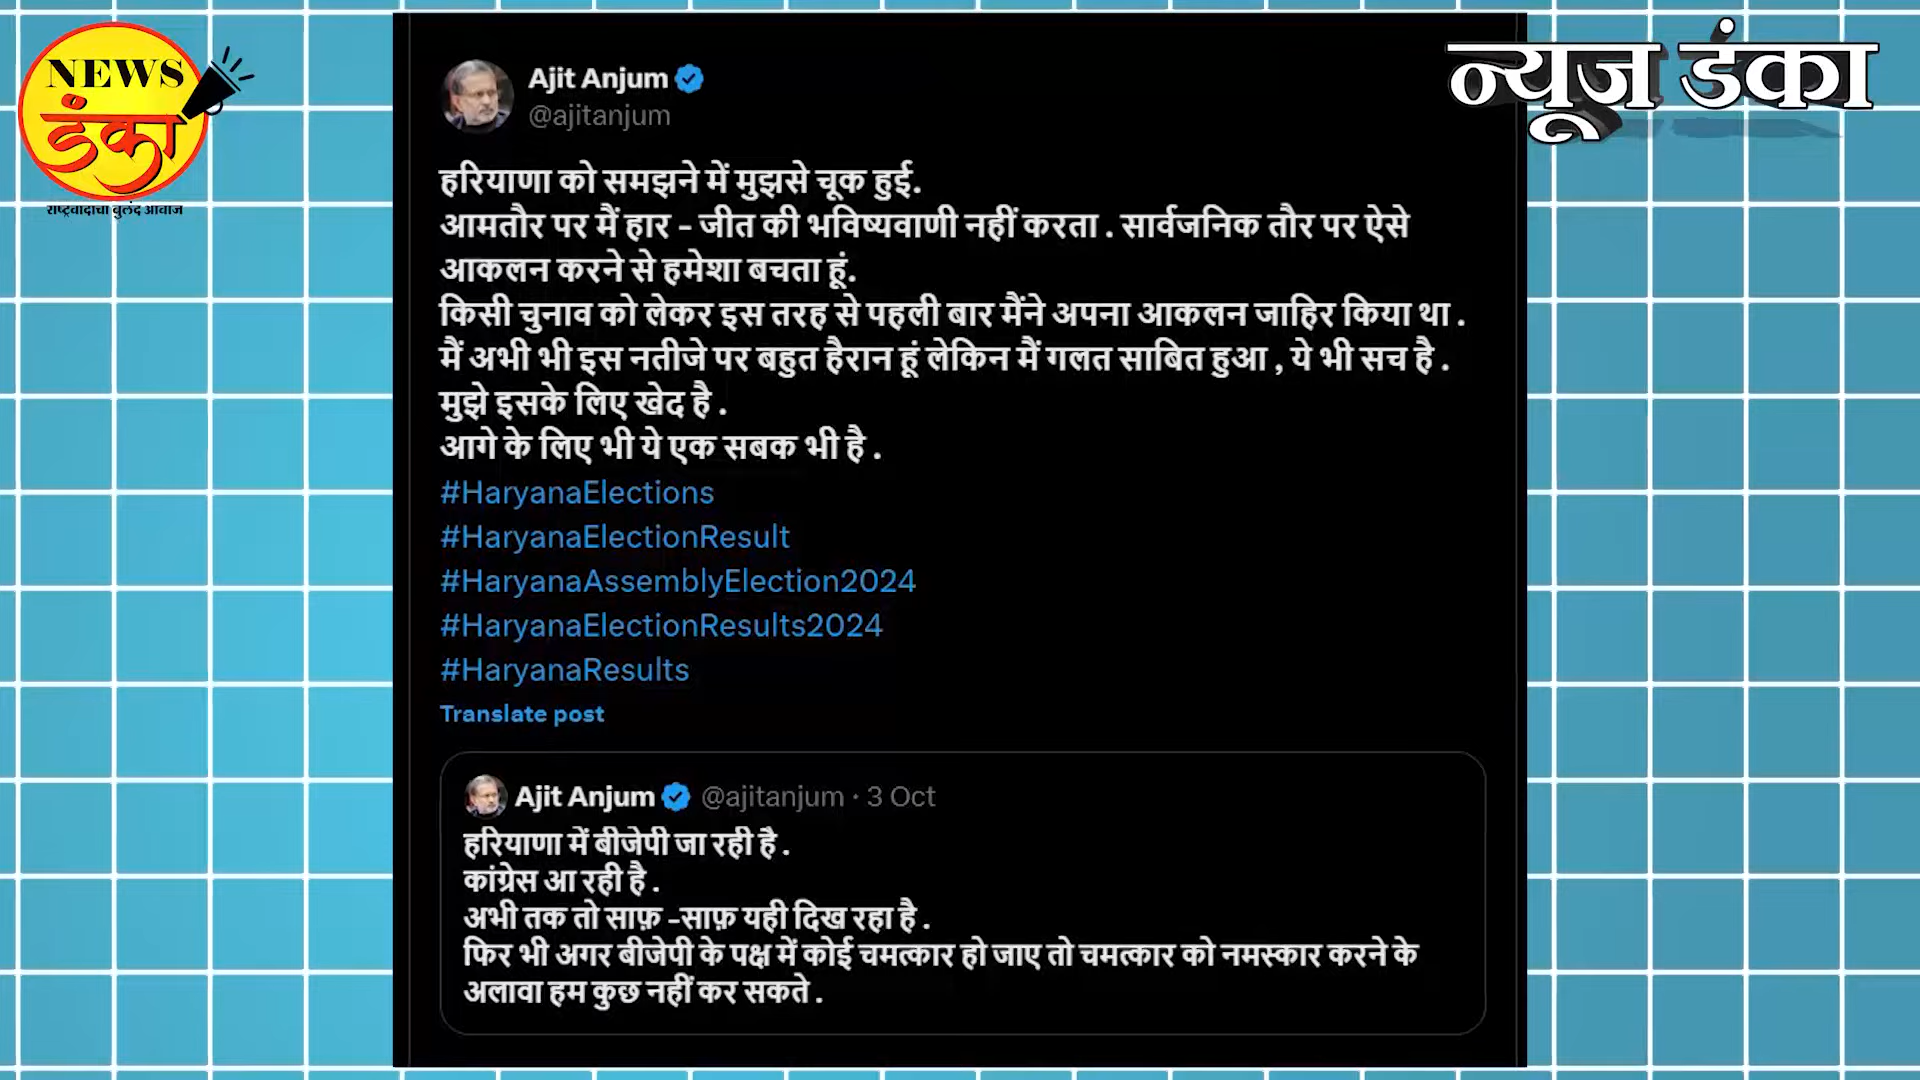 NEWS
डंका
राष्ट्रवादाचा बुलंद आवाज
न्यूज डंका
Ajit Anjum
@ajitanjum
हरियाणा को समझने में मुझसे चूक हुई.
आमतौर पर मैं हार - जीत की भविष्यवाणी नहीं करता . सार्वजनिक तौर पर ऐसे
आकलन करने से हमेशा बचता हूं.
किसी चुनाव को लेकर इस तरह से पहली बार मैंने अपना आकलन जाहिर किया था .
मैं अभी भी इस नतीजे पर बहुत हैरान हूं लेकिन मैं गलत साबित हुआ , ये भी सच है .
मुझे इसके लिए खेद है .
आगे के लिए भी ये एक सबक भी है .
#HaryanaElections
#HaryanaElectionResult
#HaryanaAssemblyElection2024
#HaryanaElectionResults2024
#HaryanaResults
Translate post
Ajit Anjum @ajitanjum · 3 Oct
हरियाणा में बीजेपी जा रही है .
कांग्रेस आ रही है .
अभी तक तो साफ़ -साफ़ यही दिख रहा है .
फिर भी अगर बीजेपी के पक्ष में कोई चमत्कार हो जाए तो चमत्कार को नमस्कार करने के
अलावा हम कुछ नहीं कर सकते .